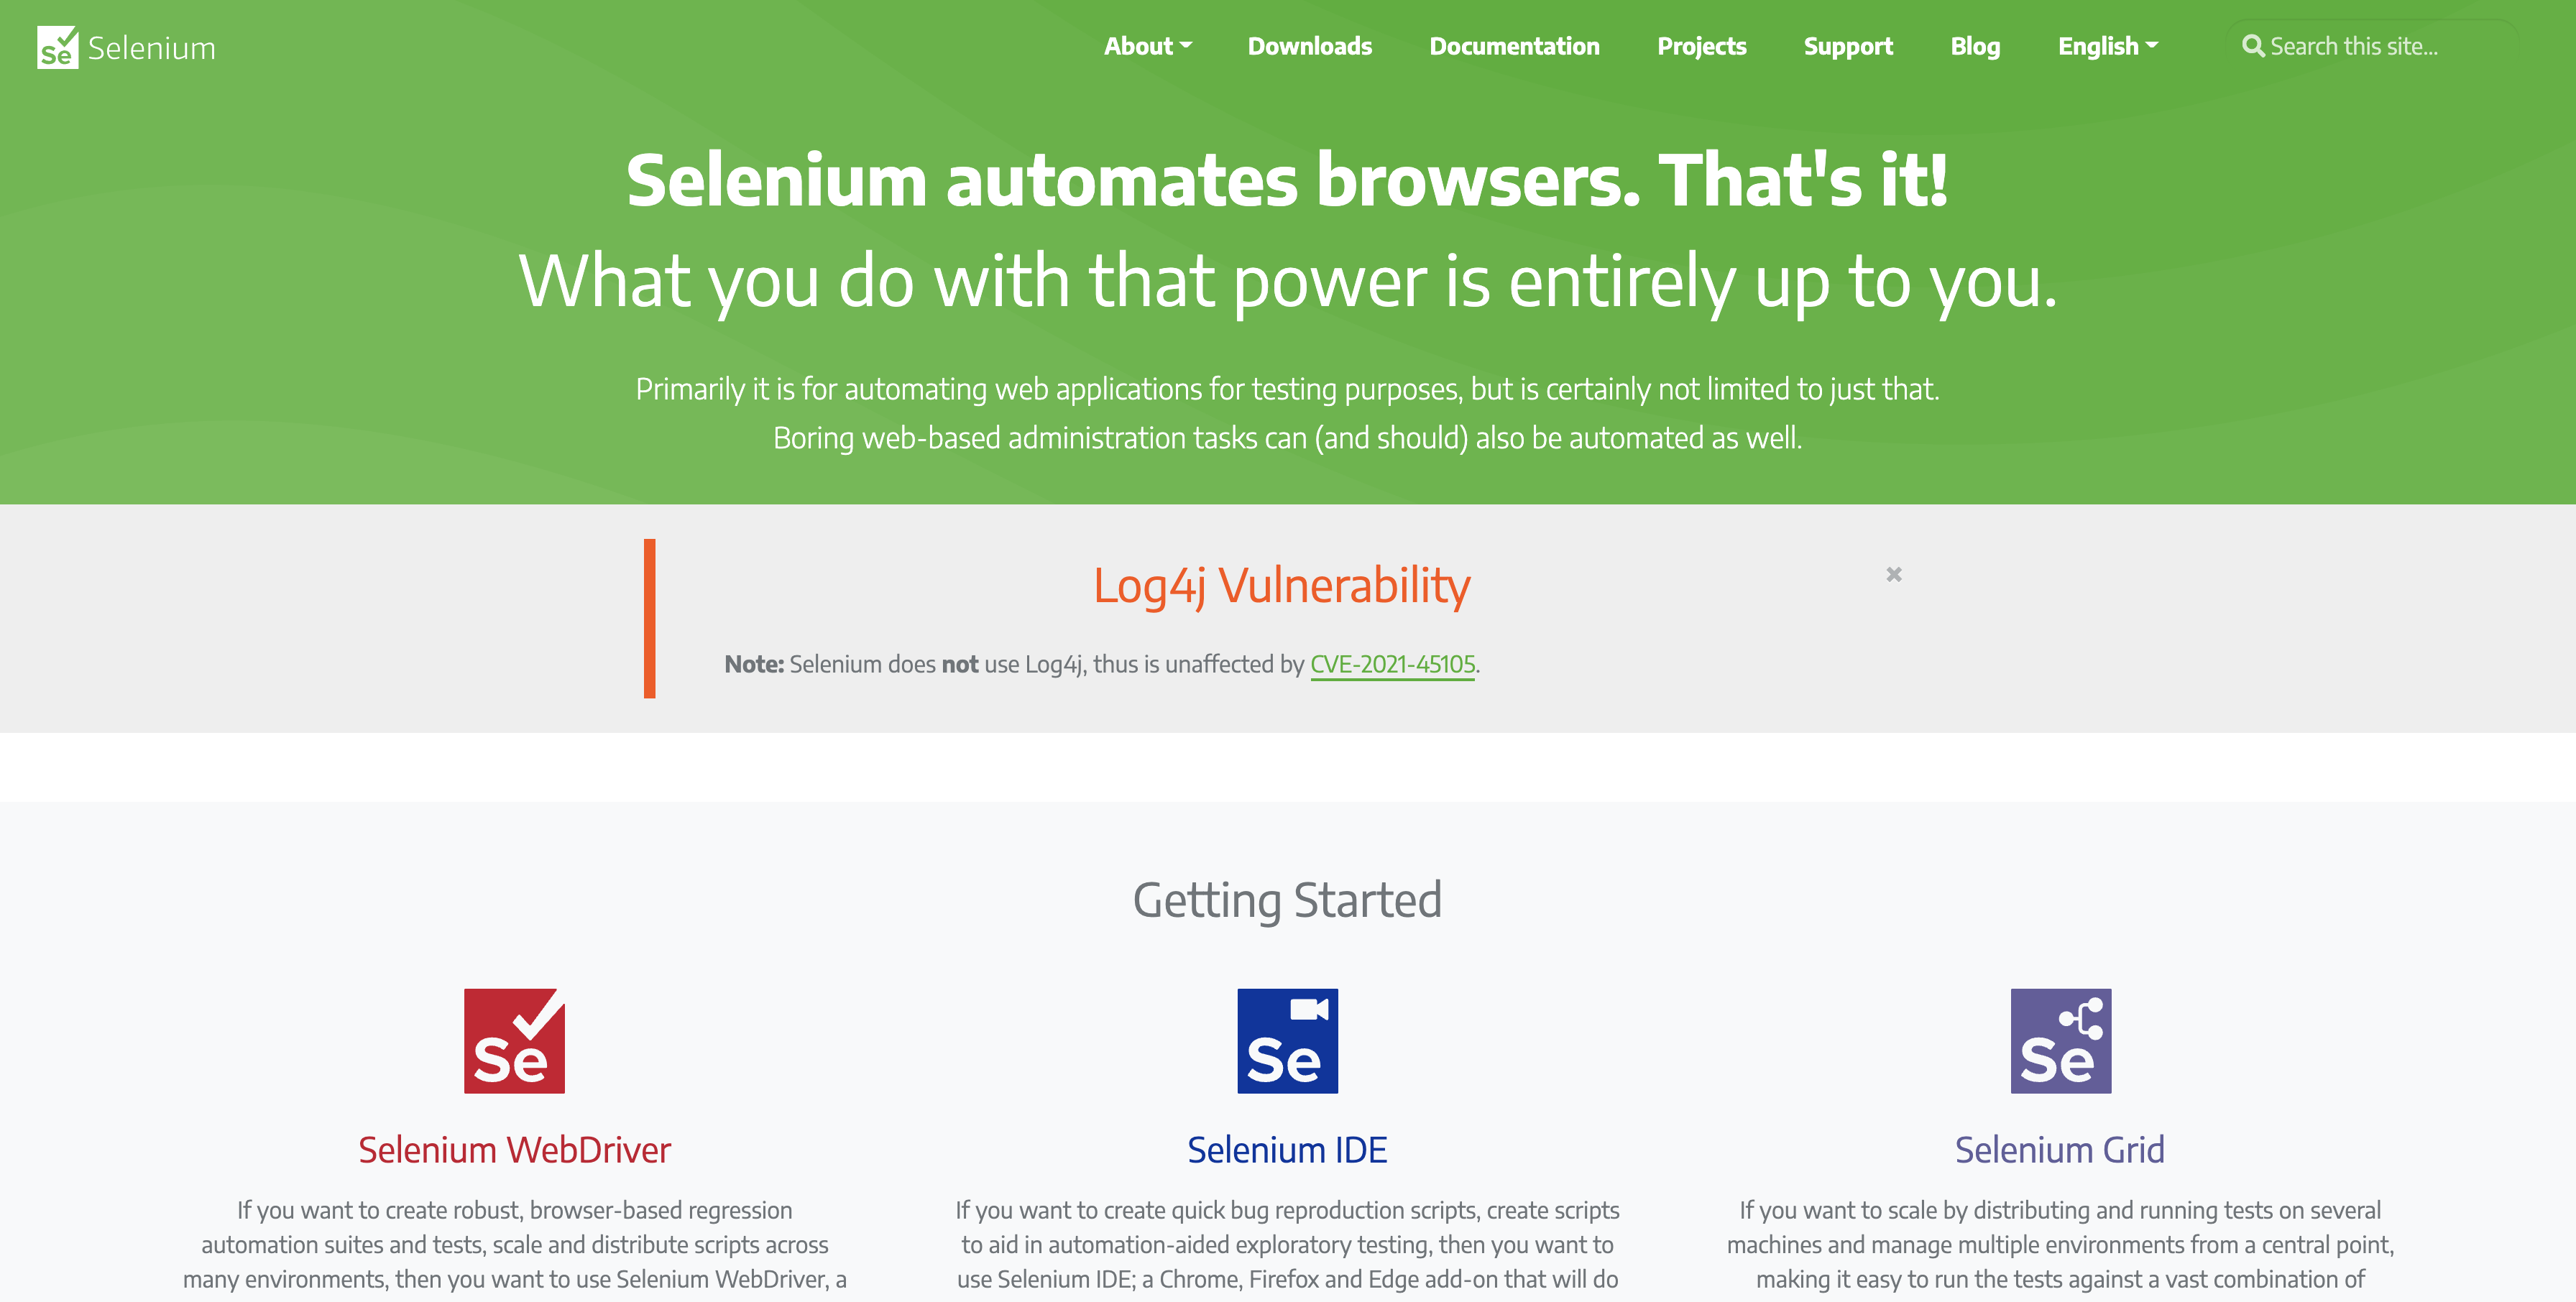 Se Selenium
About
Downloads
Documentation
Projects
Support
Blog
English
Search this site...
Selenium automates browsers. That's it!
What you do with that power is entirely up to you.
Primarily it is for automating web applications for testing purposes, but is certainly not limited to just that.
Boring web-based administration tasks can (and should) also be automated as well.
Log4j Vulnerability
Note: Selenium does not use Log4j, thus is unaffected by CVE-2021-45105.
Getting Started
Se
Selenium WebDriver
If you want to create robust, browser-based regression
automation suites and tests, scale and distribute scripts across
many environments, then you want to use Selenium WebDriver, a
Se
Selenium IDE
If you want to create quick bug reproduction scripts, create scripts
to aid in automation-aided exploratory testing, then you want to
use Selenium IDE; a Chrome, Firefox and Edge add-on that will do
Se
Selenium Grid
If you want to scale by distributing and running tests on several
machines and manage multiple environments from a central point,
making it easy to run the tests against a vast combination of